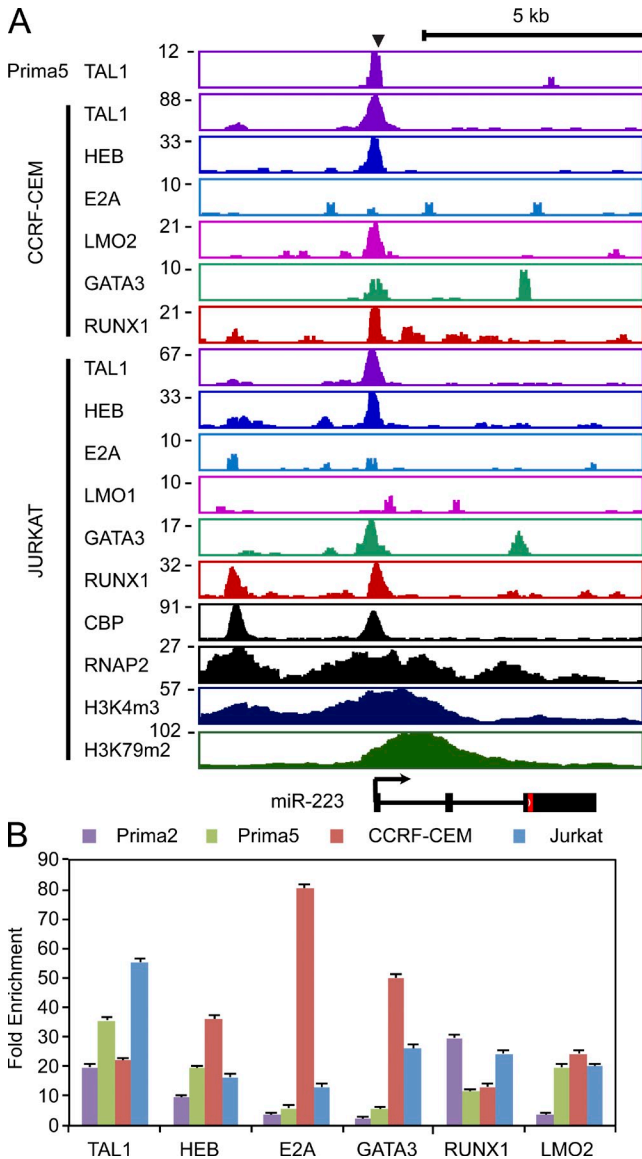 A
5 kb
Prima5 TAL1 12
CCRF-CEM
TAL1 88
HEB 33
E2A 10
LMO2 21
GATA3 10
RUNX1 21
JURKAT
TAL1 67
HEB 33
E2A 10
LMO1 10
GATA3 17
RUNX1 32
CBP 91
RNAP2 27
H3K4m3 57
H3K79m2 102
miR-223
B
Prima2 Prima5 CCRF-CEM Jurkat
Fold Enrichment
90
80
70
60
50
40
30
20
10
0
TAL1 HEB E2A GATA3 RUNX1 LMO2